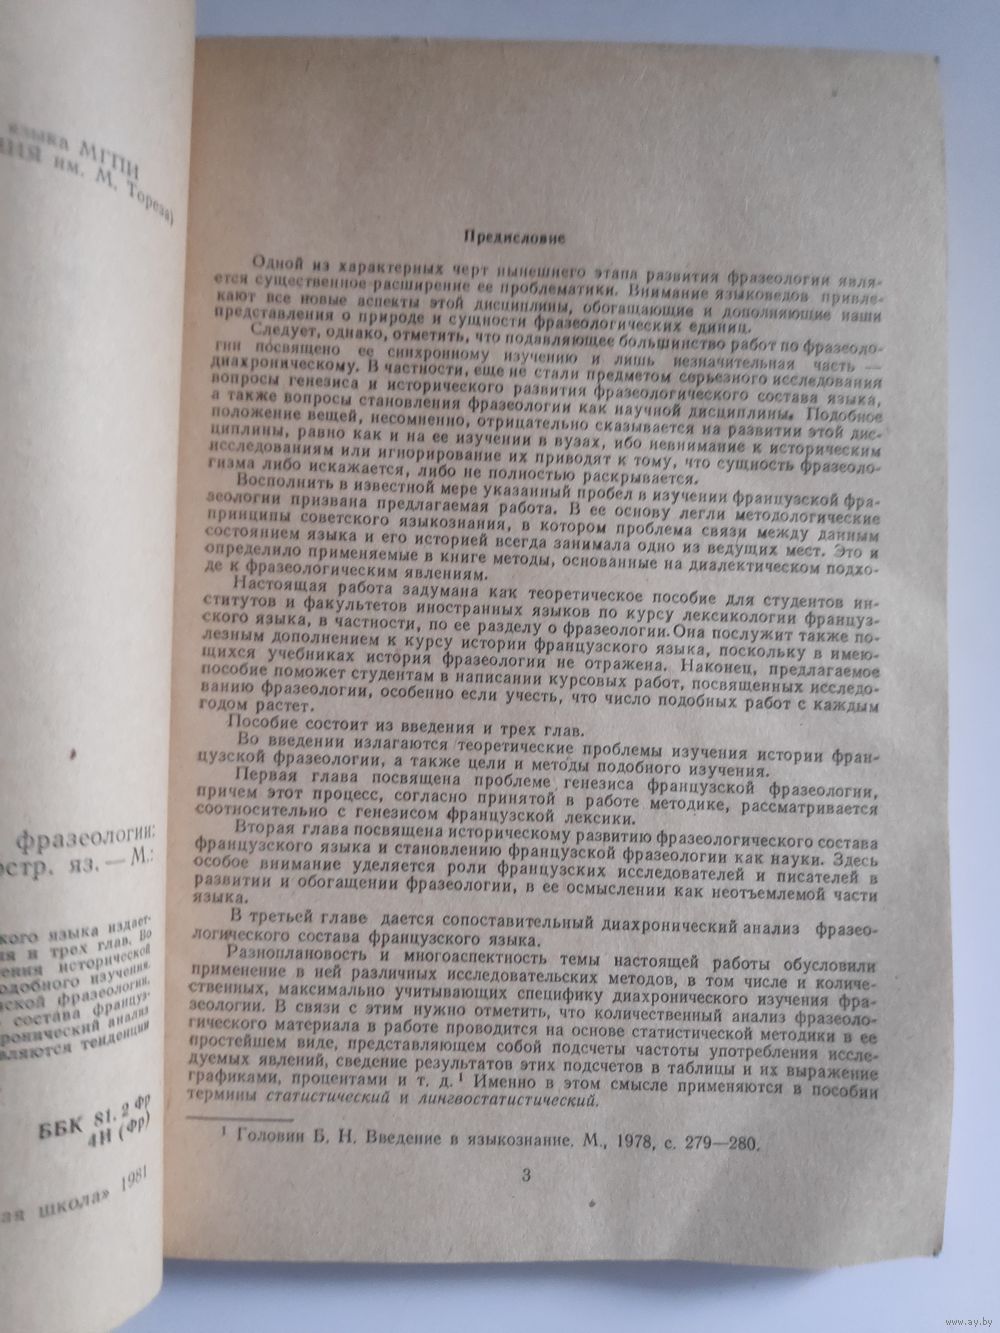 языка МГПИ
им. М. Тореза)
фразеологии:
яз. — М.:
кого языка издает-
и трех глав. Во
исторической
подобного изучения.
фразеологии.
состава француз-
анализ
тенденции
ББК 81.2 Фр
4И (Фр)
школа» 1981
Предисловие
Одной из характерных черт нынешнего этапа развития фразеологии явля-
ется существенное расширение ее проблематики. Внимание языковедов привле-
кают все новые аспекты этой дисциплины, обогащающие и дополняющие наши
представления о природе и сущности фразеологических единиц.
Следует, однако, отметить, что подавляющее большинство работ по фразеоло-
гии посвящено ее синхронному изучению и лишь незначительная часть —
диахроническому. В частности, еще не стали предметом серьезного исследования
вопросы генезиса и исторического развития фразеологического состава языка,
а также вопросы становления фразеологии как научной дисциплины. Подобное
положение вещей, несомненно, отрицательно сказывается на развитии этой дис-
циплины, равно как и на ее изучении в вузах, ибо невнимание к историческим
исследованиям или игнорирование их приводят к тому, что сущность фразеоло-
гизма либо искажается, либо не полностью раскрывается.
Восполнить в известной мере указанный пробел в изучении французской фра-
зеологии призвана предлагаемая работа. В ее основу легли методологические
принципы советского языкознания, в котором проблема связи между данным
состоянием языка и его историей всегда занимала одно из ведущих мест. Это и
определило применяемые в книге методы, основанные на диалектическом подхо-
де к фразеологическим явлениям.
Настоящая работа задумана как теоретическое пособие для студентов ин-
ститутов и факультетов иностранных языков по курсу лексикологии француз-
ского языка, в частности, по ее разделу о фразеологии. Она послужит также по-
лезным дополнением к курсу истории французского языка, поскольку в имею-
щихся учебниках история фразеологии не отражена. Наконец, предлагаемое
пособие поможет студентам в написании курсовых работ, посвященных исследо-
ванию фразеологии, особенно если учесть, что число подобных работ с каждым
годом растет.
Пособие состоит из введения и трех глав.
Во введении излагаются теоретические проблемы изучения истории фран-
цузской фразеологии, а также цели и методы подобного изучения.
Первая глава посвящена проблеме генезиса французской фразеологии,
причем этот процесс, согласно принятой в работе методике, рассматривается
соотносительно с генезисом французской лексики.
Вторая глава посвящена историческому развитию фразеологического состава
французского языка и становлению французской фразеологии как науки. Здесь
особое внимание уделяется роли французских исследователей и писателей в
развитии и обогащении фразеологии, в ее осмыслении как неотъемлемой части
языка.
В третьей главе дается сопоставительный диахронический анализ фразео-
логического состава французского языка.
Разноплановость и многоаспектность темы настоящей работы обусловили
применение в ней различных исследовательских методов, в том числе и количе-
ственных, максимально учитывающих специфику диахронического изучения фра-
зеологии. В связи с этим нужно отметить, что количественный анализ фразеоло-
гического материала в работе проводится на основе статистической методики в ее
простейшем виде, представляющем собой подсчеты частоты употребления иссле-
дуемых явлений, сведение результатов этих подсчетов в таблицы и их выражение
графиками, процентами и т. д.¹ Именно в этом смысле применяются в пособии
термины статистический и лингвостатистический.
¹ Головин Б. Н. Введение в языкознание. М., 1978, с. 279—280.
3
www.ay.by